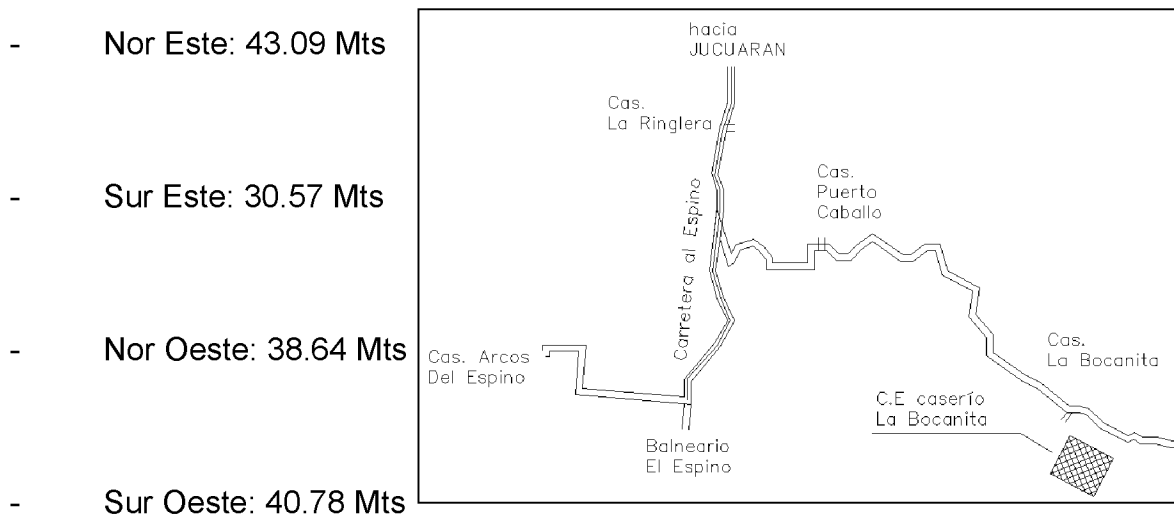 - Nor Este: 43.09 Mts
- Sur Este: 30.57 Mts
- Nor Oeste: 38.64 Mts
- Sur Oeste: 40.78 Mts
hacia
JUCUARAN
Cas.
La Ringlera
Cas.
Puerto
Caballo
Carretera al Espino
Cas. Arcos
Del Espino
Cas.
La Bocanita
C.E caserío
La Bocanita
Balneario
El Espino